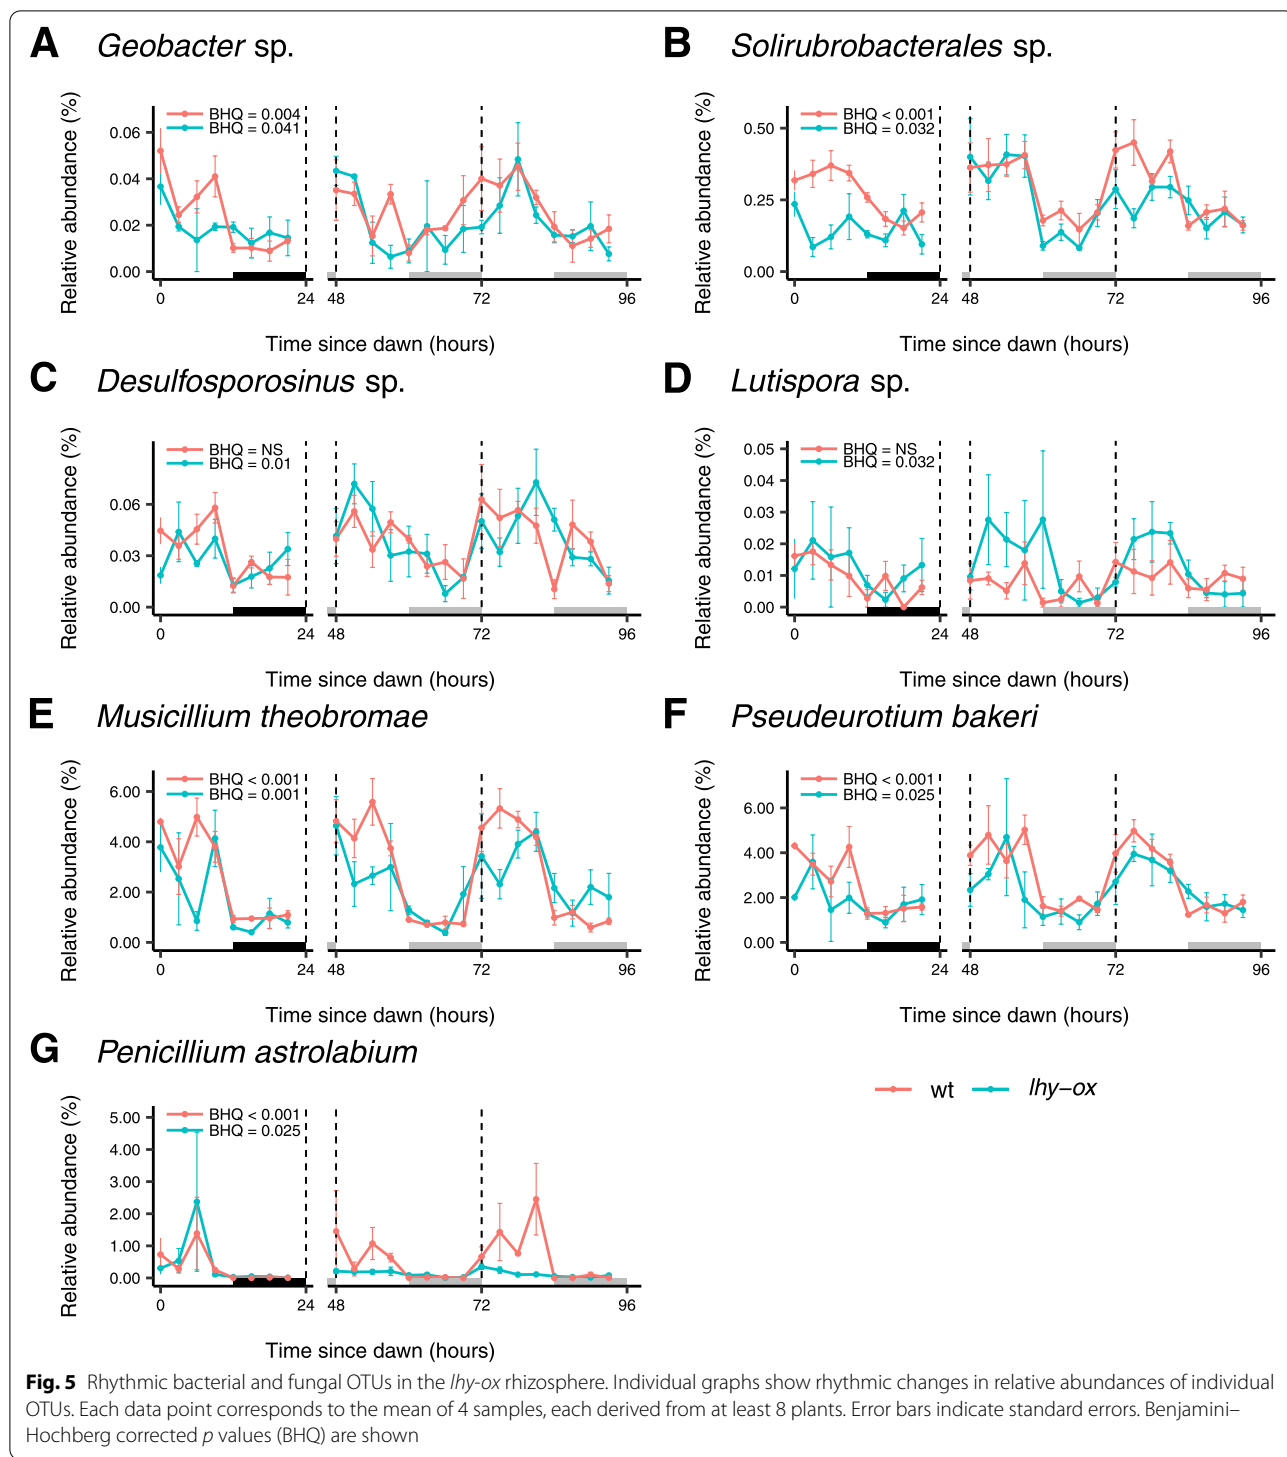 A Geobacter sp.
BHQ = 0.004
BHQ = 0.041
Relative abundance (%)
0.06
0.04
0.02
0.00
0 24 48 72 96
Time since dawn (hours)
B Solirubrobacterales sp.
BHQ < 0.001
BHQ = 0.032
Relative abundance (%)
0.50
0.25
0.00
0 24 48 72 96
Time since dawn (hours)
C Desulfosporosinus sp.
BHQ = NS
BHQ = 0.01
Relative abundance (%)
0.06
0.03
0.00
0 24 48 72 96
Time since dawn (hours)
D Lutispora sp.
BHQ = NS
BHQ = 0.032
Relative abundance (%)
0.05
0.04
0.03
0.02
0.01
0.00
0 24 48 72 96
Time since dawn (hours)
E Musicillium theobromae
BHQ < 0.001
BHQ = 0.001
Relative abundance (%)
6.00
4.00
2.00
0.00
0 24 48 72 96
Time since dawn (hours)
F Pseudeurotium bakeri
BHQ < 0.001
BHQ = 0.025
Relative abundance (%)
6.00
4.00
2.00
0.00
0 24 48 72 96
Time since dawn (hours)
G Penicillium astrolabium
BHQ < 0.001
BHQ = 0.025
Relative abundance (%)
5.00
4.00
3.00
2.00
1.00
0.00
0 24 48 72 96
Time since dawn (hours)
wt lhy−ox
Fig. 5 Rhythmic bacterial and fungal OTUs in the lhy-ox rhizosphere. Individual graphs show rhythmic changes in relative abundances of individual
OTUs. Each data point corresponds to the mean of 4 samples, each derived from at least 8 plants. Error bars indicate standard errors. Benjamini–
Hochberg corrected p values (BHQ) are shown